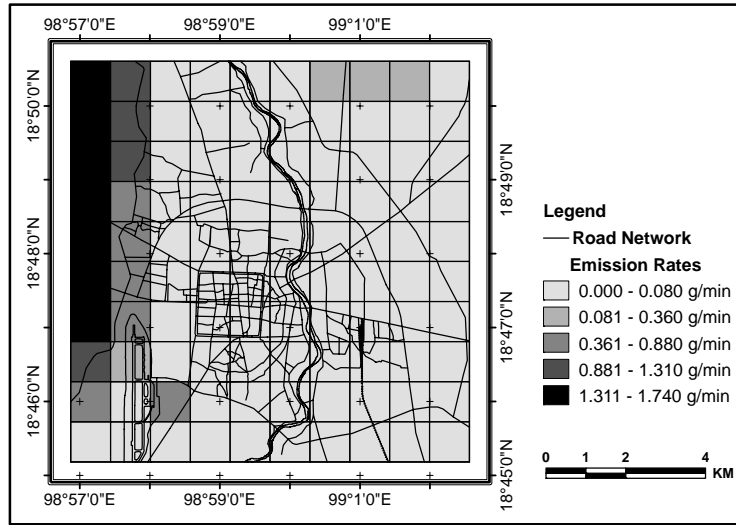 98°57'0"E 98°59'0"E 99°1'0"E
18°50'0"N
18°49'0"N
18°48'0"N
18°47'0"N
18°46'0"N
18°45'0"N
98°57'0"E 98°59'0"E 99°1'0"E
Legend
Road Network
Emission Rates
0.000 - 0.080 g/min
0.081 - 0.360 g/min
0.361 - 0.880 g/min
0.881 - 1.310 g/min
1.311 - 1.740 g/min
0 1 2 4
KM